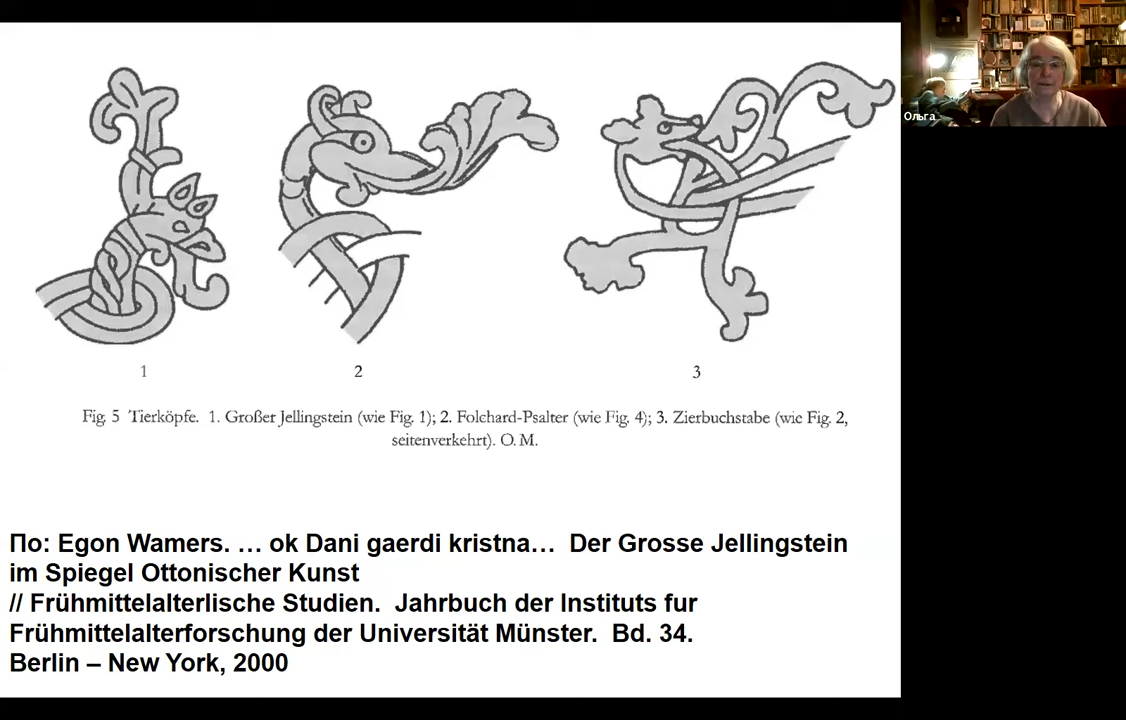 Ольга
1
2
3
Fig. 5 Tierköpfe. 1. Großer Jellingstein (wie Fig. 1); 2. Folchard-Psalter (wie Fig. 4); 3. Zierbuchstabe (wie Fig. 2,
seitenverkehrt). O. M.
По: Egon Wamers. … ok Dani gaerdi kristna… Der Grosse Jellingstein
im Spiegel Ottonischer Kunst
// Frühmittelalterlische Studien. Jahrbuch der Instituts fur
Frühmittelalterforschung der Universität Münster. Bd. 34.
Berlin – New York, 2000